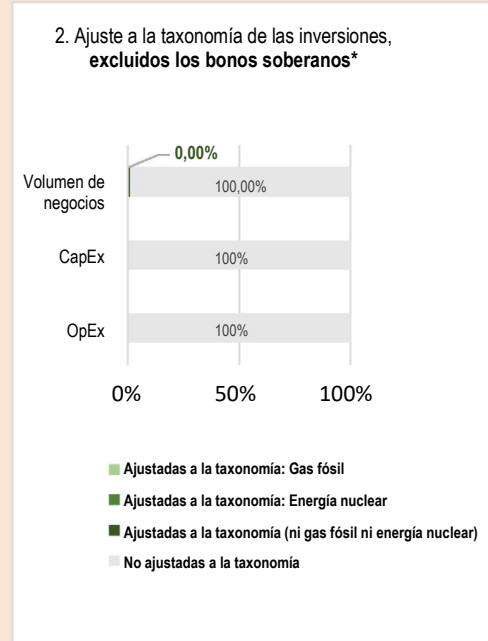 2. Ajuste a la taxonomía de las inversiones,
excluidos los bonos soberanos*
0,00%
Volumen de
negocios
100,00%
CapEx
100%
OpEx
100%
0%
50%
100%
Ajustadas a la taxonomía: Gas fósil
Ajustadas a la taxonomía: Energía nuclear
Ajustadas a la taxonomía (ni gas fósil ni energía nuclear)
No ajustadas a la taxonomía